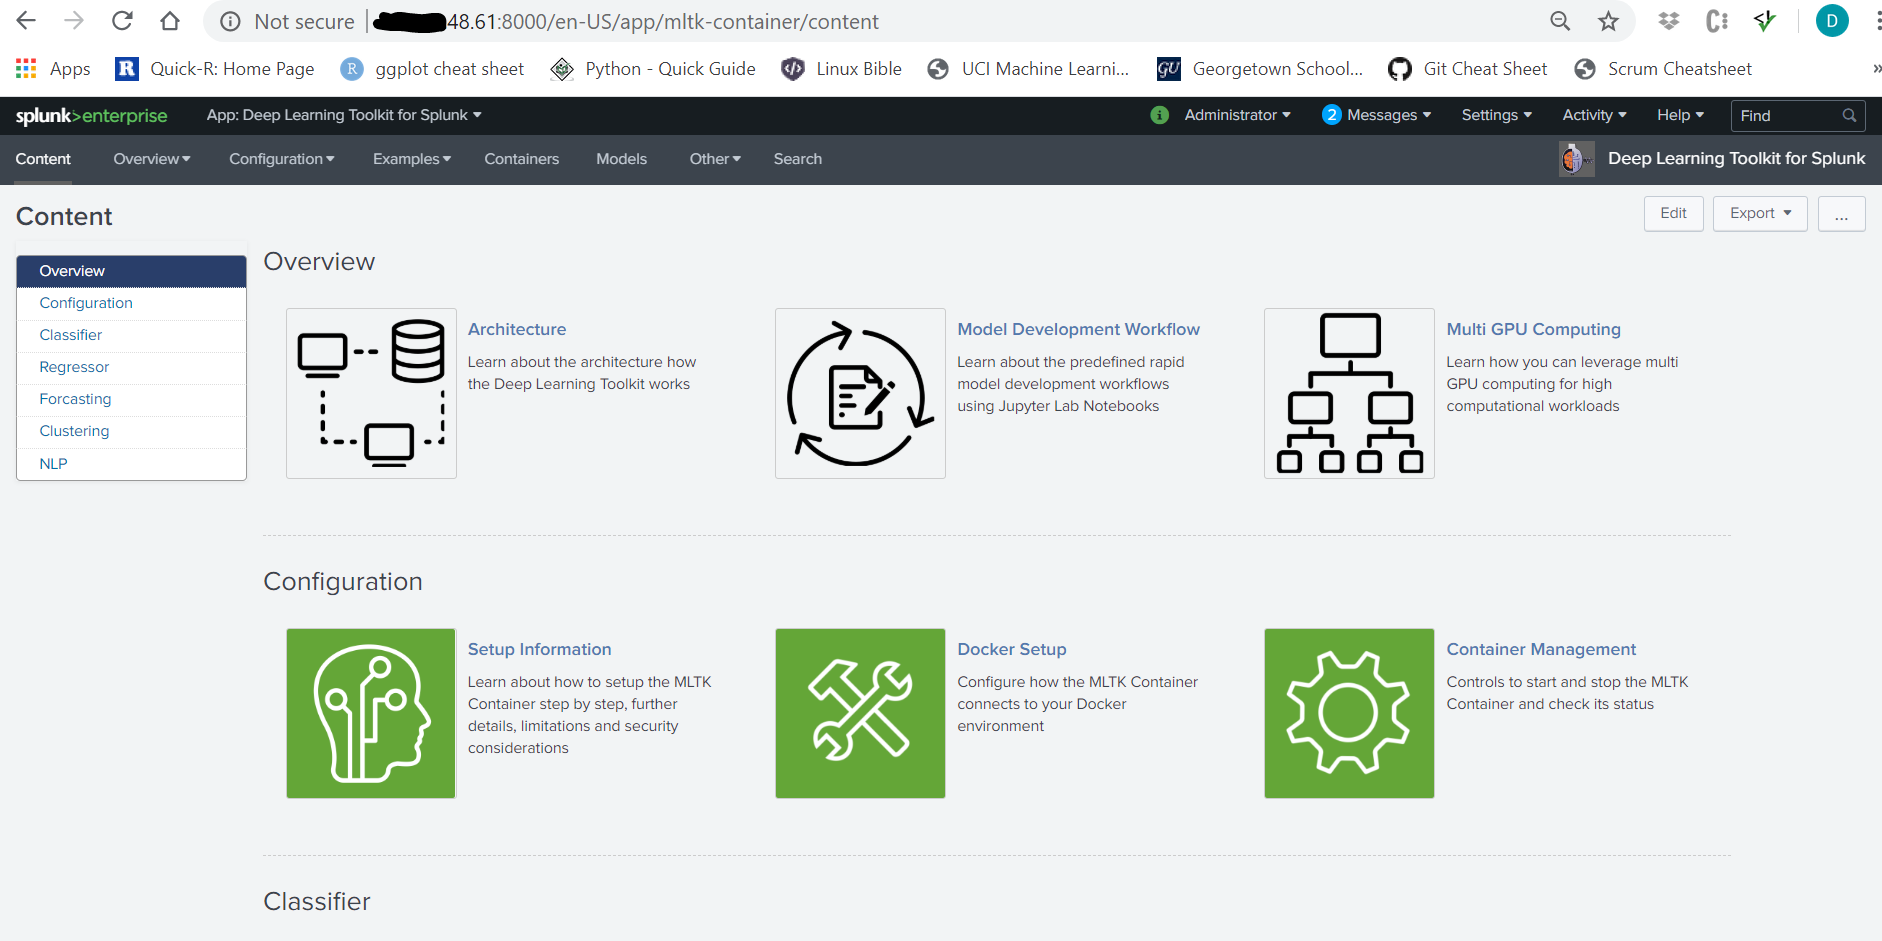 Not secure 48.61:8000/en-US/app/mltk-container/content
D
Apps Quick-R: Home Page ggplot cheat sheet Python - Quick Guide Linux Bible UCI Machine Learni... Georgetown School... Git Cheat Sheet Scrum Cheatsheet »
splunk>enterprise App: Deep Learning Toolkit for Splunk Administrator 2 Messages Settings Activity Help Find
Content Overview Configuration Examples Containers Models Other Search Deep Learning Toolkit for Splunk
Content
Edit Export ...
Overview
Configuration
Classifier
Regressor
Forcasting
Clustering
NLP
Overview
Architecture
Learn about the architecture how
the Deep Learning Toolkit works
Model Development Workflow
Learn about the predefined rapid
model development workflows
using Jupyter Lab Notebooks
Multi GPU Computing
Learn how you can leverage multi
GPU computing for high
computational workloads
Configuration
Setup Information
Learn about how to setup the MLTK
Container step by step, further
details, limitations and security
considerations
Docker Setup
Configure how the MLTK Container
connects to your Docker
environment
Container Management
Controls to start and stop the MLTK
Container and check its status
Classifier